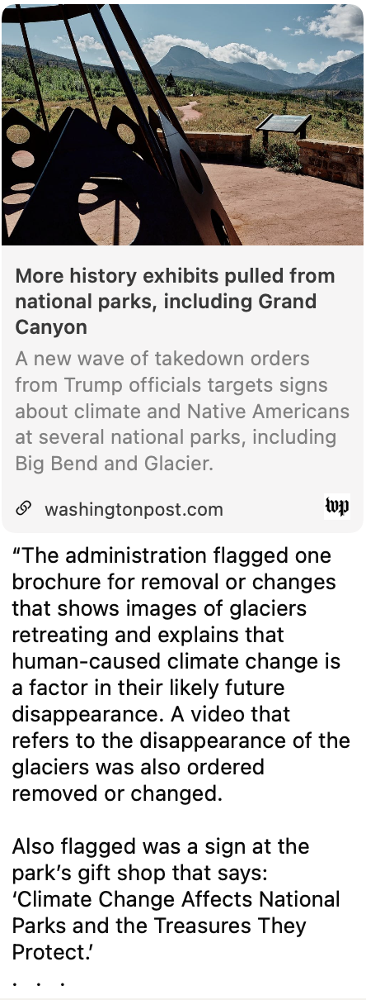 More history exhibits pulled from
national parks, including Grand
Canyon
A new wave of takedown orders
from Trump officials targets signs
about climate and Native Americans
at several national parks, including
Big Bend and Glacier.
washingtonpost.com
wp
“The administration flagged one
brochure for removal or changes
that shows images of glaciers
retreating and explains that
human-caused climate change is
a factor in their likely future
disappearance. A video that
refers to the disappearance of the
glaciers was also ordered
removed or changed.
Also flagged was a sign at the
park’s gift shop that says:
‘Climate Change Affects National
Parks and the Treasures They
Protect.’
. . .